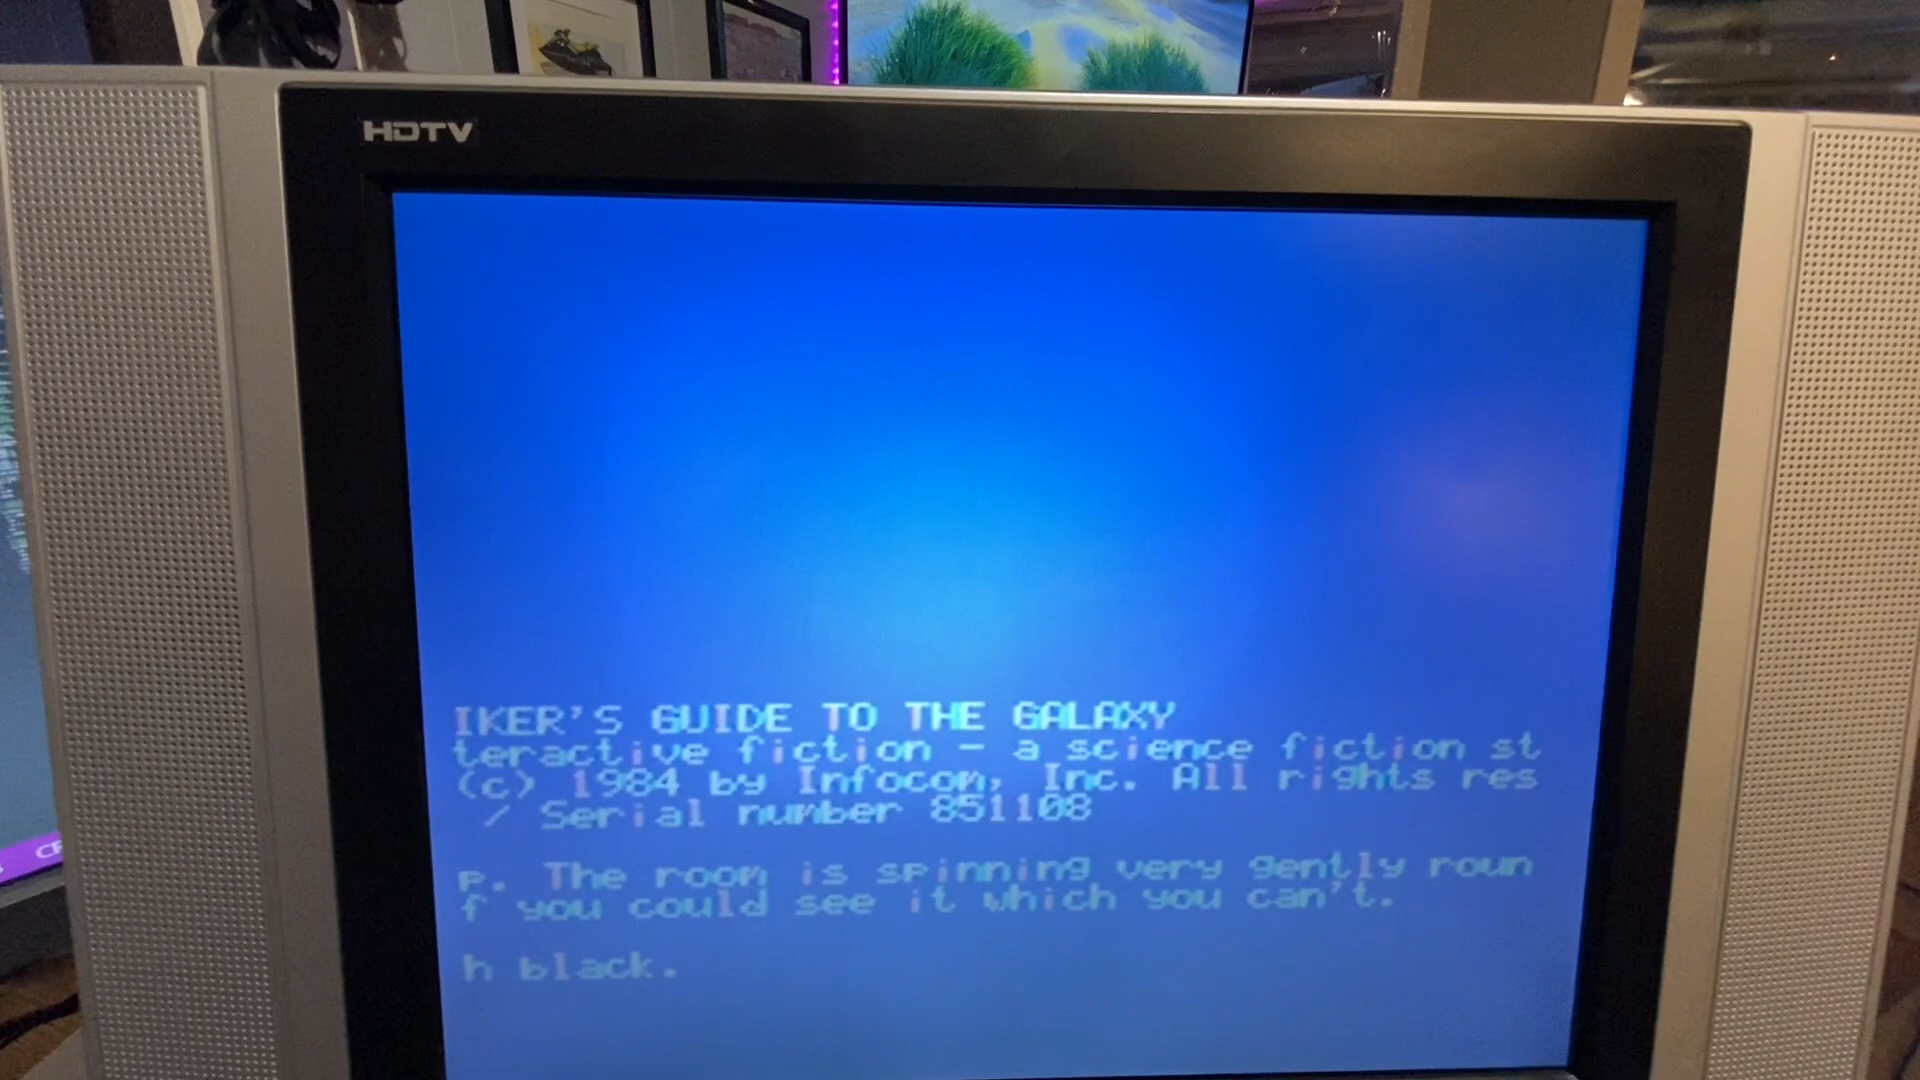 HDTV
IKER'S GUIDE TO THE GALAXY
teractive fiction - a science fiction st
(c) 1984 by Infocom, Inc. All rights res
/ Serial number 851108
p. The room is spinning very gently roun
f you could see it which you can't.
h black.